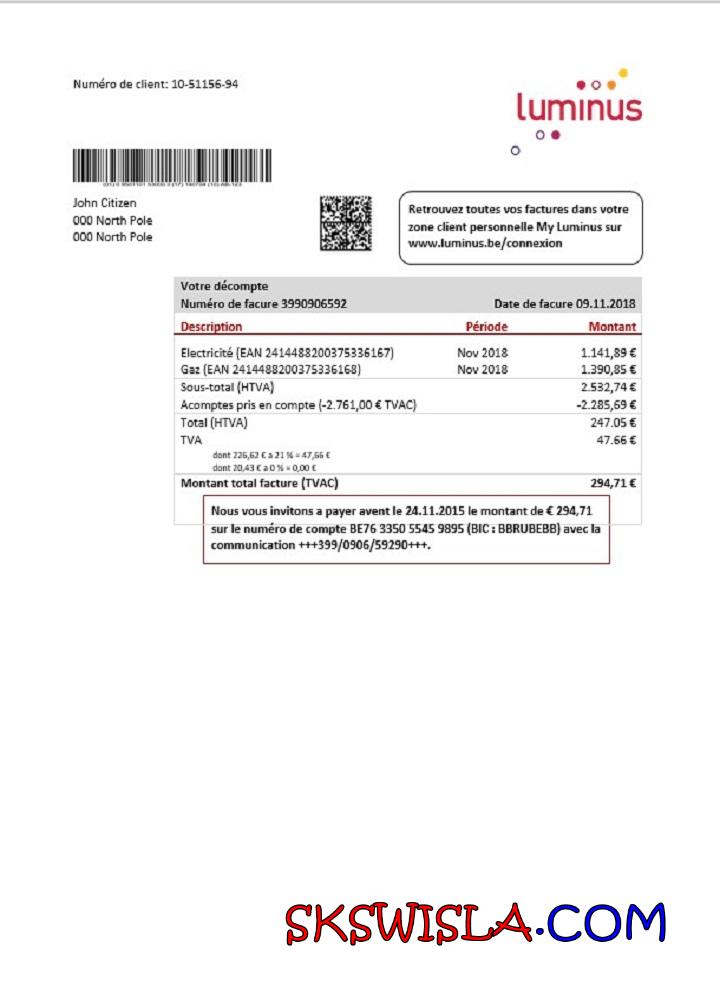 Numéro de client: 10-51156-94
luminus
John Citizen
000 North Pole
000 North Pole
Retrouvez toutes vos factures dans votre
zone client personnelle My Luminus sur
www.luminus.be/connexion
Votre décompte
Numéro de facure 3990906592 Date de facure 09.11.2018
Description Période Montant
Electricité (EAN 2414488200375336167) Nov 2018 1.141,89 €
Gaz (EAN 2414488200375336168) Nov 2018 1.390,85 €
Sous-total (HTVA) 2.532,74 €
Acomptes pris en compte (-2.761,00 € TVAC) -2.285,69 €
Total (HTVA) 247.05 €
TVA 47.66 €
dont 226,62 € a 21 % = 47,66 €
dont 20,43 € a 0 % = 0,00 €
Montant total facture (TVAC) 294,71 €
Nous vous invitons a payer avent le 24.11.2015 le montant de € 294,71
sur le numéro de compte BE76 3350 5545 9895 (BIC : BBRUBEBB) avec la
communication +++399/0906/59290+++.
SKSWISLA.COM